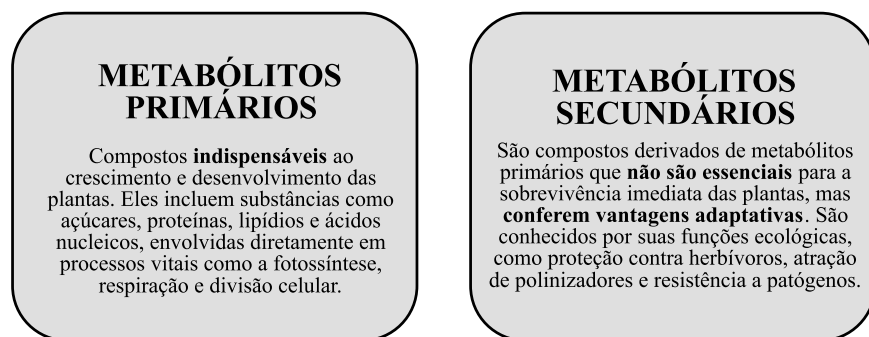 METABÓLITOS
PRIMÁRIOS
Compostos indispensáveis ao
crescimento e desenvolvimento das
plantas. Eles incluem substâncias como
açúcares, proteínas, lipídios e ácidos
nucleicos, envolvidas diretamente em
processos vitais como a fotossíntese,
respiração e divisão celular.
METABÓLITOS
SECUNDÁRIOS
São compostos derivados de metabólitos
primários que não são essenciais para a
sobrevivência imediata das plantas, mas
conferem vantagens adaptativas. São
conhecidos por suas funções ecológicas,
como proteção contra herbívoros, atração
de polinizadores e resistência a patógenos.